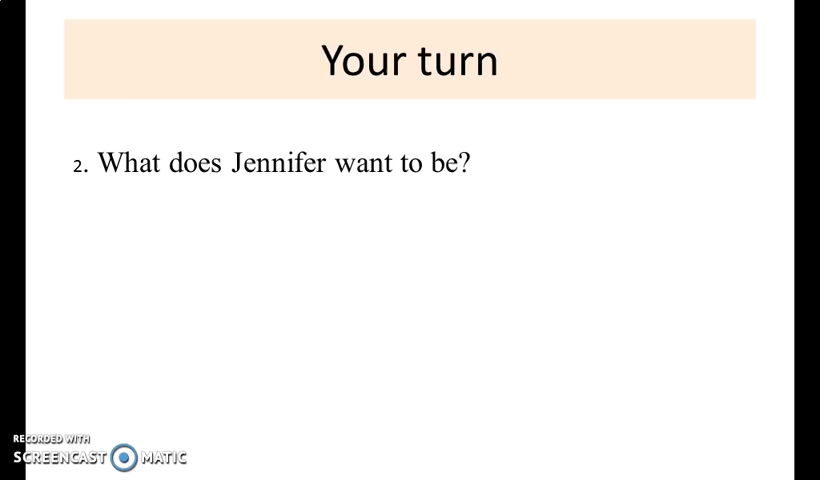 Your turn
2. What does Jennifer want to be?
RECORDED WITH
SCREENCAST MATIC